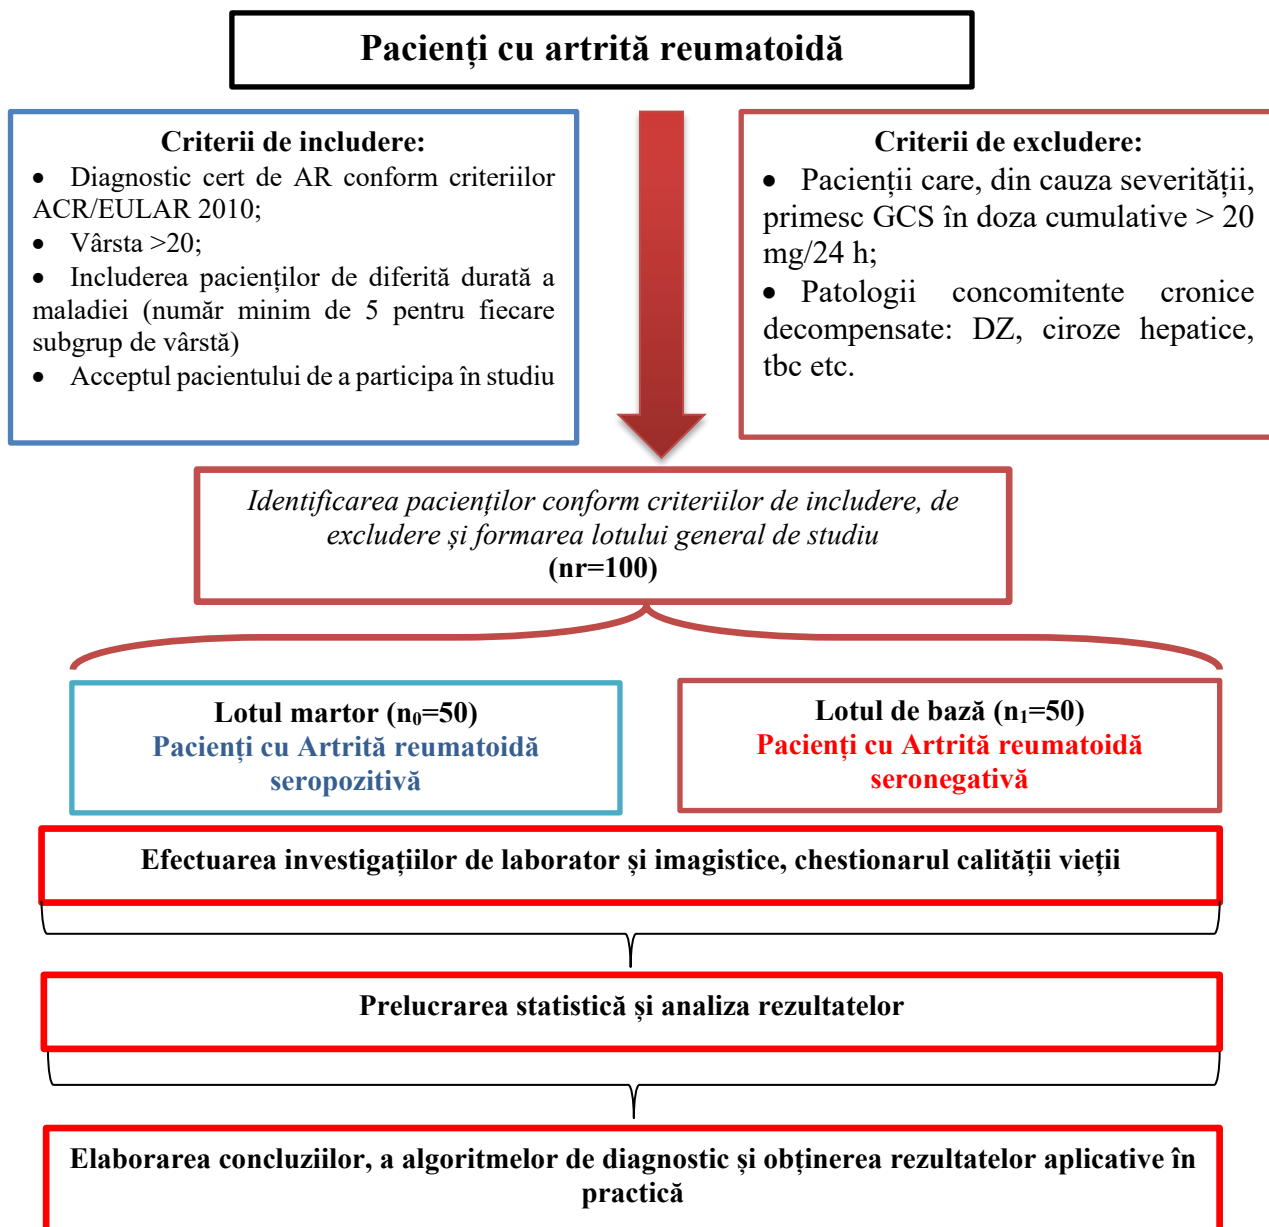 Pacienți cu artrită reumatoidă
Criterii de includere:
• Diagnostic cert de AR conform criteriilor
ACR/EULAR 2010;
• Vârsta >20;
• Includerea pacienților de diferită durată a
maladiei (număr minim de 5 pentru fiecare
subgrup de vârstă)
• Acceptul pacientului de a participa în studiu
Criterii de excludere:
• Pacienții care, din cauza severității,
primesc GCS în doza cumulative > 20
mg/24 h;
• Patologii concomitente cronice
decompensate: DZ, ciroze hepatice,
tbc etc.
Identificarea pacienților conform criteriilor de includere, de
excludere și formarea lotului general de studiu
(nr=100)
Lotul martor (n₀=50)
Pacienți cu Artrită reumatoidă
seropozitivă
Lotul de bază (n₁=50)
Pacienți cu Artrită reumatoidă
seronegativă
Efectuarea investigațiilor de laborator și imagistice, chestionarul calității vieții
Prelucrarea statistică și analiza rezultatelor
Elaborarea concluziilor, a algoritmelor de diagnostic și obținerea rezultatelor aplicative în
practică